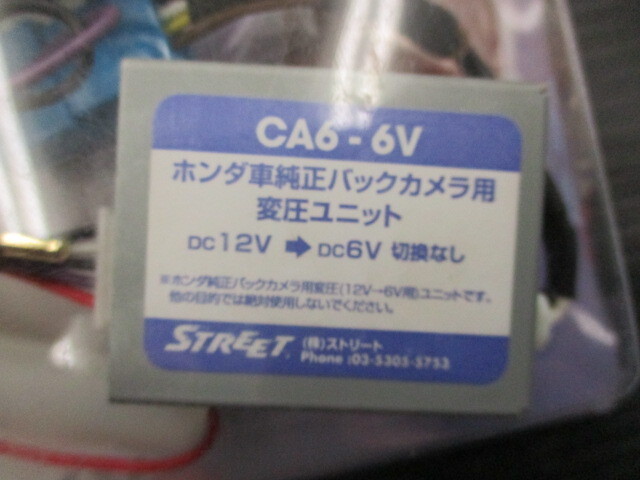 CA6-6V
ホンダ車純正バックカメラ用
変圧ユニット
DC12V ➡ DC6V 切換なし
※ホンダ純正バックカメラ用変圧(12V→6V用)ユニットです。
他の目的では絶対使用しないでください。
STREET. (株)ストリート
Phone :03-5305-5753